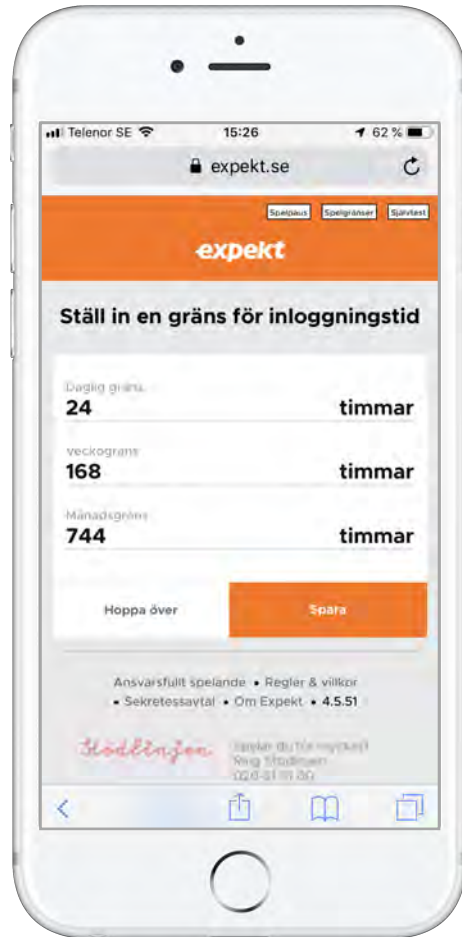 Telenor SE 15:26 62 %
expekt.se
Spelpaus Spelgränser Självtest
expekt
Ställ in en gräns för inloggningstid
Daglig gräns
24 timmar
Veckogräns
168 timmar
Månadsgräns
744 timmar
Hoppa över Spara
Ansvarsfullt spelande • Regler & villkor
• Sekretessavtal • Om Expekt • 4.5.51
Stödlinjen Spelar du för mycket?
Ring Stödlinjen